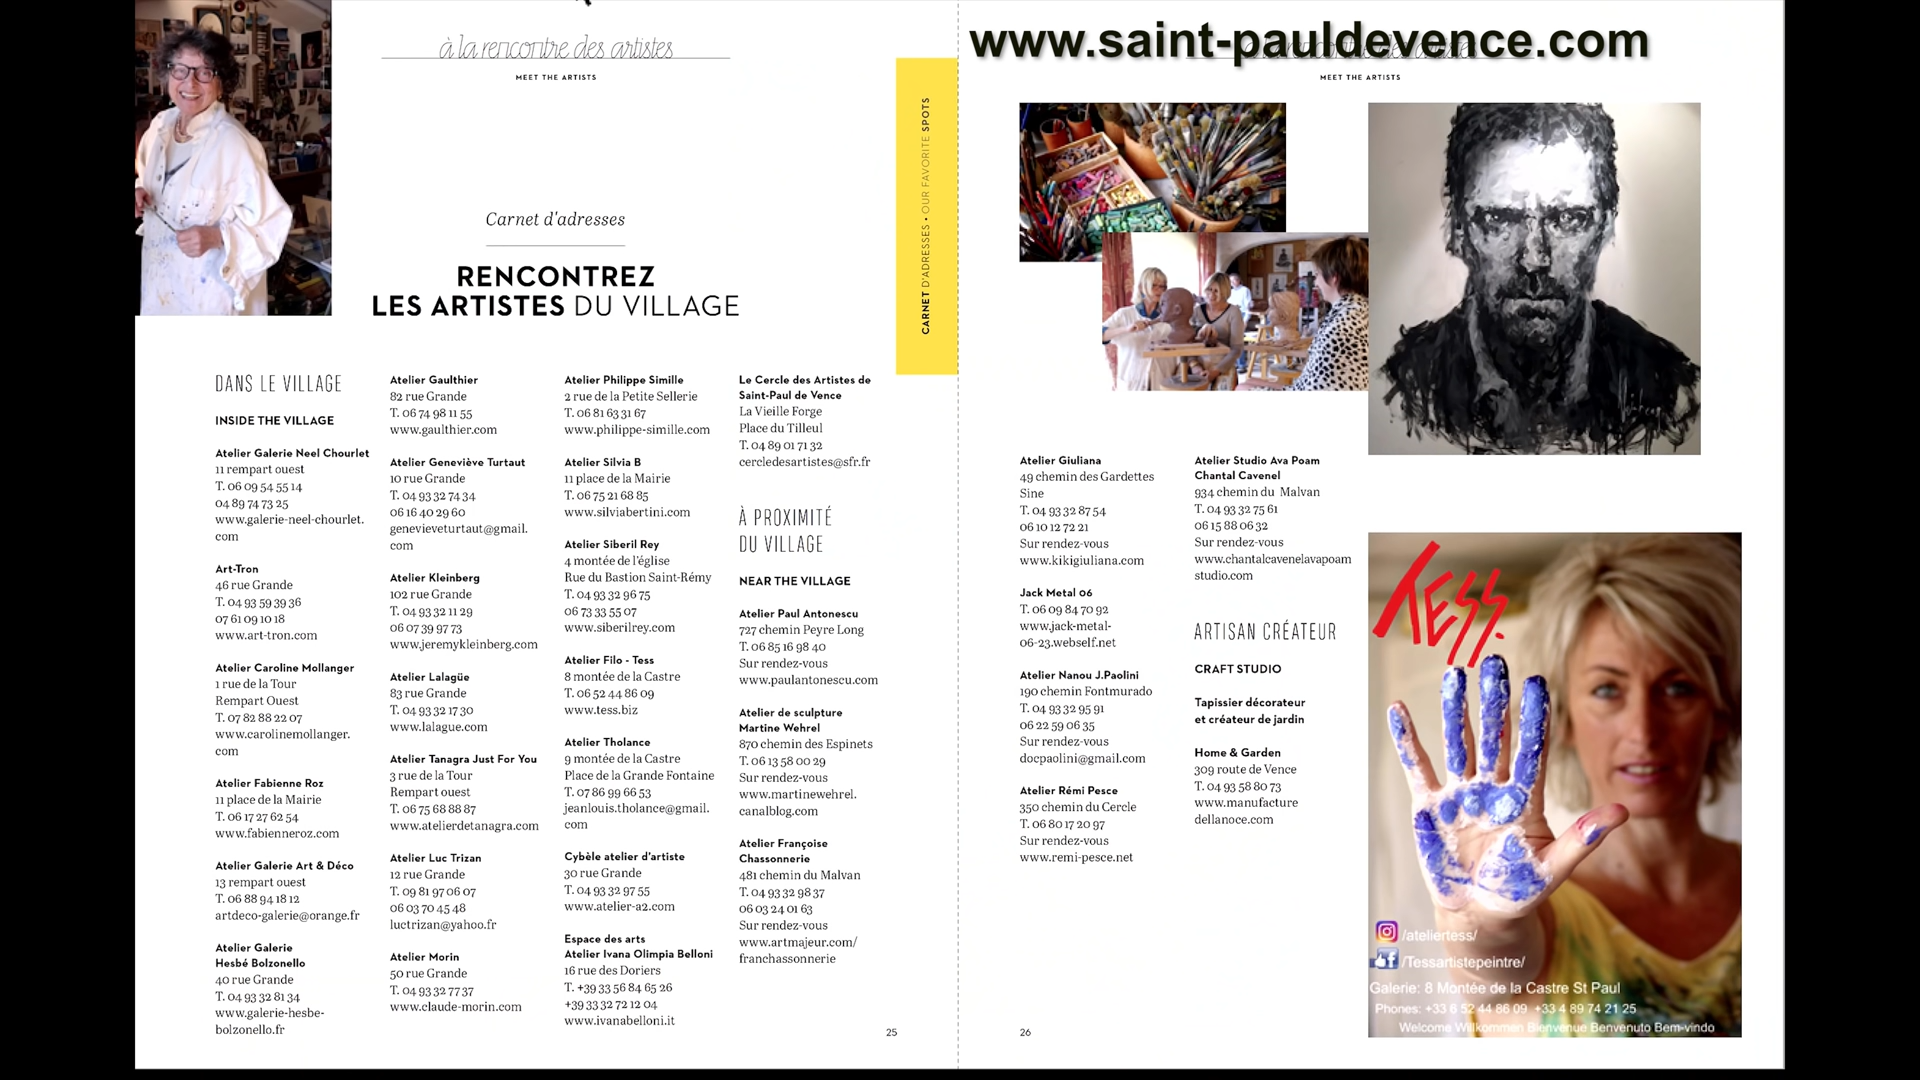 à la rencontre des artistes
MEET THE ARTISTS
Carnet d'adresses
RENCONTREZ
LES ARTISTES DU VILLAGE
DANS LE VILLAGE
INSIDE THE VILLAGE
Atelier Galerie Neel Chourlet
11 rempart ouest
T. 06 09 54 55 14
04 89 74 73 25
www.galerie-neel-chourlet.
com
Art-Tron
46 rue Grande
T. 04 93 59 39 36
07 61 09 10 18
www.art-tron.com
Atelier Caroline Mollanger
1 rue de la Tour
Rempart Ouest
T. 07 82 88 22 07
www.carolinemollanger.
com
Atelier Fabienne Roz
11 place de la Mairie
T. 06 17 27 62 54
www.fabienneroz.com
Atelier Galerie Art & Déco
13 rempart ouest
T. 06 88 94 18 12
artdeco-galerie@orange.fr
Atelier Galerie
Hesbé Bolzonello
40 rue Grande
T. 04 93 32 81 34
www.galerie-hesbe-
bolzonello.fr
Atelier Gaulthier
82 rue Grande
T. 06 74 98 11 55
www.gaulthier.com
Atelier Geneviève Turtaut
10 rue Grande
T. 04 93 32 74 34
06 16 40 29 60
genevieveturtaut@gmail.
com
Atelier Kleinberg
102 rue Grande
T. 04 93 32 11 29
06 07 39 97 73
www.jeremykleinberg.com
Atelier Lalagüe
83 rue Grande
T. 04 93 32 17 30
www.lalague.com
Atelier Tanagra Just For You
3 rue de la Tour
Rempart ouest
T. 06 75 68 88 87
www.atelierdetanagra.com
Atelier Luc Trizan
12 rue Grande
T. 09 81 97 06 07
06 03 70 45 48
luctrizan@yahoo.fr
Atelier Morin
50 rue Grande
T. 04 93 32 77 37
www.claude-morin.com
Atelier Philippe Simille
2 rue de la Petite Sellerie
T. 06 81 63 31 67
www.philippe-simille.com
Atelier Silvia B
11 place de la Mairie
T. 06 75 21 68 85
www.silviabertini.com
Atelier Siberil Rey
4 montée de l'église
Rue du Bastion Saint-Rémy
T. 04 93 32 96 75
06 73 33 55 07
www.siberilrey.com
Atelier Filo - Tess
8 montée de la Castre
T. 06 52 44 86 09
www.tess.biz
Atelier Tholance
9 montée de la Castre
Place de la Grande Fontaine
T. 07 86 99 66 53
jeanlouis.tholance@gmail.
com
Cybèle atelier d'artiste
30 rue Grande
T. 04 93 32 97 55
www.atelier-a2.com
Espace des arts
Atelier Ivana Olimpia Belloni
16 rue des Doriers
T. +39 33 56 84 65 26
+39 33 32 72 12 04
www.ivanabelloni.it
Le Cercle des Artistes de
Saint-Paul de Vence
La Vieille Forge
Place du Tilleul
T. 04 89 01 71 32
cercledesartistes@sfr.fr
À PROXIMITÉ
DU VILLAGE
NEAR THE VILLAGE
Atelier Paul Antonescu
727 chemin Peyre Long
T. 06 85 16 98 40
Sur rendez-vous
www.paulantonescu.com
Atelier de sculpture
Martine Wehrel
870 chemin des Espinets
T. 06 13 58 00 29
Sur rendez-vous
www.martinewehrel.
canalblog.com
Atelier Françoise
Chassonnerie
481 chemin du Malvan
T. 04 93 32 98 37
06 03 24 01 63
Sur rendez-vous
www.artmajeur.com/
franchassonnerie
25
CARNET D'ADRESSES • OUR FAVORITE SPOTS
www.saint-pauldevence.com
MEET THE ARTISTS
Atelier Giuliana
49 chemin des Gardettes
Sine
T. 04 93 32 87 54
06 10 12 72 21
Sur rendez-vous
www.kikigiuliana.com
Jack Metal 06
T. 06 09 84 70 92
www.jack-metal-
06-23.webself.net
Atelier Nanou J.Paolini
190 chemin Fontmurado
T. 04 93 32 95 91
06 22 59 06 35
Sur rendez-vous
docpaolini@gmail.com
Atelier Rémi Pesce
350 chemin du Cercle
T. 06 80 17 20 97
Sur rendez-vous
www.remi-pesce.net
Atelier Studio Ava Poam
Chantal Cavenel
934 chemin du Malvan
T. 04 93 32 75 61
06 15 88 06 32
Sur rendez-vous
www.chantalcavenelavapoam
studio.com
ARTISAN CRÉATEUR
CRAFT STUDIO
Tapissier décorateur
et créateur de jardin
Home & Garden
309 route de Vence
T. 04 93 58 80 73
www.manufacture
dellanoce.com
26
TESS.
/ateliertess/
/Tessartistepeintre/
Galerie: 8 Montée de la Castre St Paul
Phones: +33 6 52 44 86 09 +33 4 89 74 21 25
Welcome Willkommen Bienvenue Benvenuto Bem-vindo